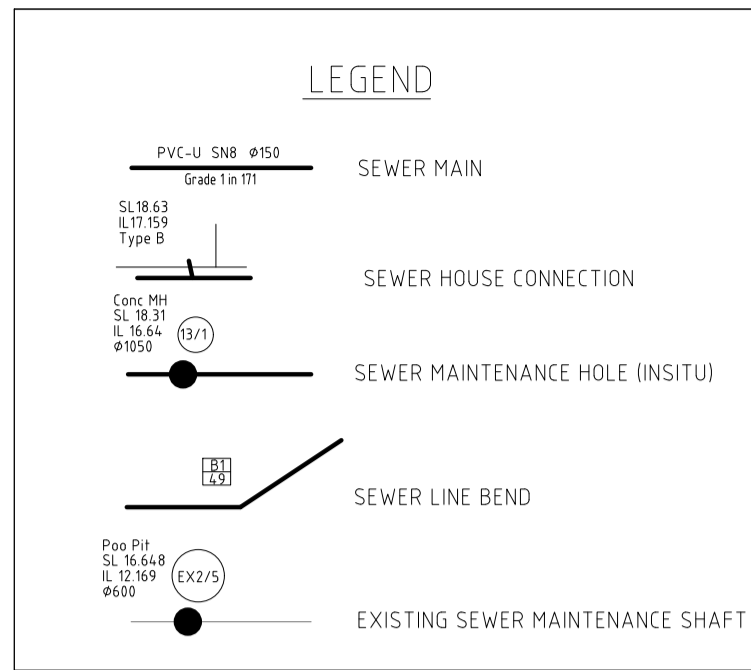 LEGEND
PVC-U SN8 Ø150
Grade 1 in 171
SEWER MAIN
SL18.63
IL17.159
Type B
SEWER HOUSE CONNECTION
Conc MH
SL 18.31
IL 16.64
Ø1050
13/1
SEWER MAINTENANCE HOLE (INSITU)
B1
49
SEWER LINE BEND
Poo Pit
SL 16.648
IL 12.169
Ø600
EX2/5
EXISTING SEWER MAINTENANCE SHAFT